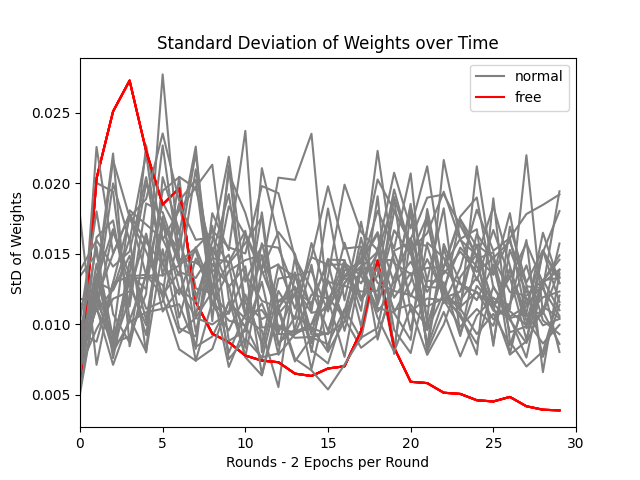 Standard Deviation of Weights over Time
normal
free
0.025
0.020
0.015
0.010
0.005
StD of Weights
0 5 10 15 20 25 30
Rounds - 2 Epochs per Round